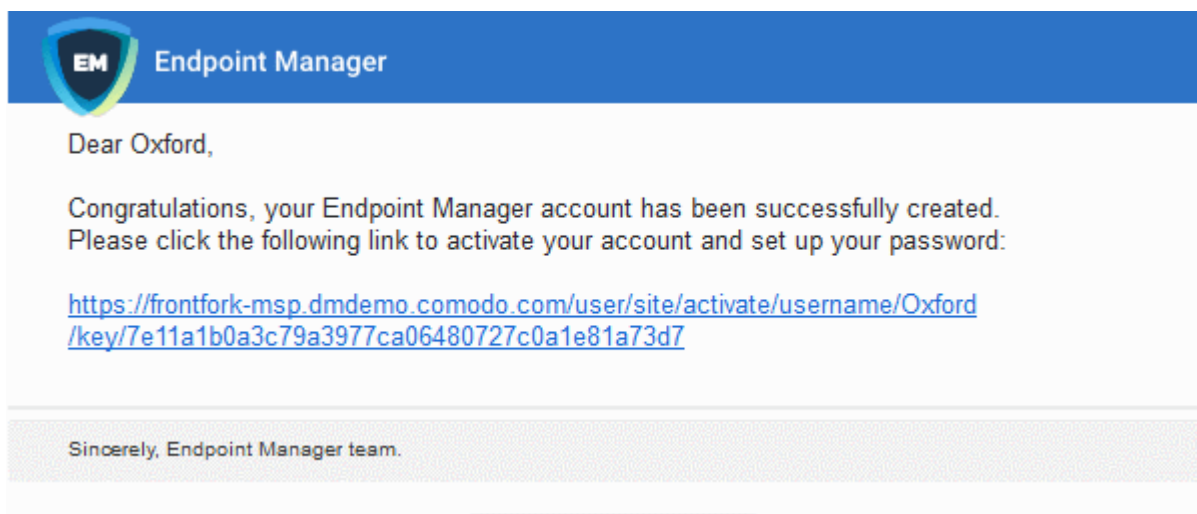 EM
Endpoint Manager
Dear Oxford,
Congratulations, your Endpoint Manager account has been successfully created.
Please click the following link to activate your account and set up your password:
https://frontfork-msp.dmdemo.comodo.com/user/site/activate/username/Oxford
/key/7e11a1b0a3c79a3977ca06480727c0a1e81a73d7
Sincerely, Endpoint Manager team.